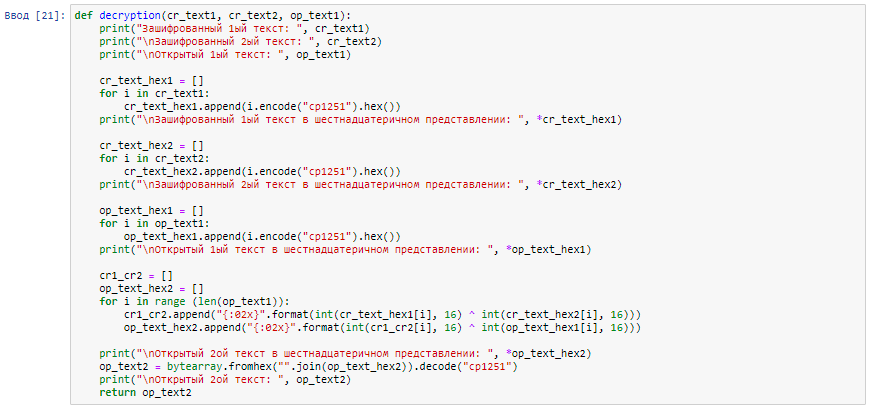 Ввод [21]: def decryption(cr_text1, cr_text2, op_text1):
    print("Зашифрованный 1ый текст: ", cr_text1)
    print("\nЗашифрованный 2ый текст: ", cr_text2)
    print("\nОткрытый 1ый текст: ", op_text1)

    cr_text_hex1 = []
    for i in cr_text1:
        cr_text_hex1.append(i.encode("cp1251").hex())
    print("\nЗашифрованный 1ый текст в шестнадцатеричном представлении: ", *cr_text_hex1)

    cr_text_hex2 = []
    for i in cr_text2:
        cr_text_hex2.append(i.encode("cp1251").hex())
    print("\nЗашифрованный 2ый текст в шестнадцатеричном представлении: ", *cr_text_hex2)

    op_text_hex1 = []
    for i in op_text1:
        op_text_hex1.append(i.encode("cp1251").hex())
    print("\nОткрытый 1ый текст в шестнадцатеричном представлении: ", *op_text_hex1)

    cr1_cr2 = []
    op_text_hex2 = []
    for i in range (len(op_text1)):
        cr1_cr2.append("{:02x}".format(int(cr_text_hex1[i], 16) ^ int(cr_text_hex2[i], 16)))
        op_text_hex2.append("{:02x}".format(int(cr1_cr2[i], 16) ^ int(op_text_hex1[i], 16)))

    print("\nОткрытый 2ой текст в шестнадцатеричном представлении: ", *op_text_hex2)
    op_text2 = bytearray.fromhex("".join(op_text_hex2)).decode("cp1251")
    print("\nОткрытый 2ой текст: ", op_text2)
    return op_text2